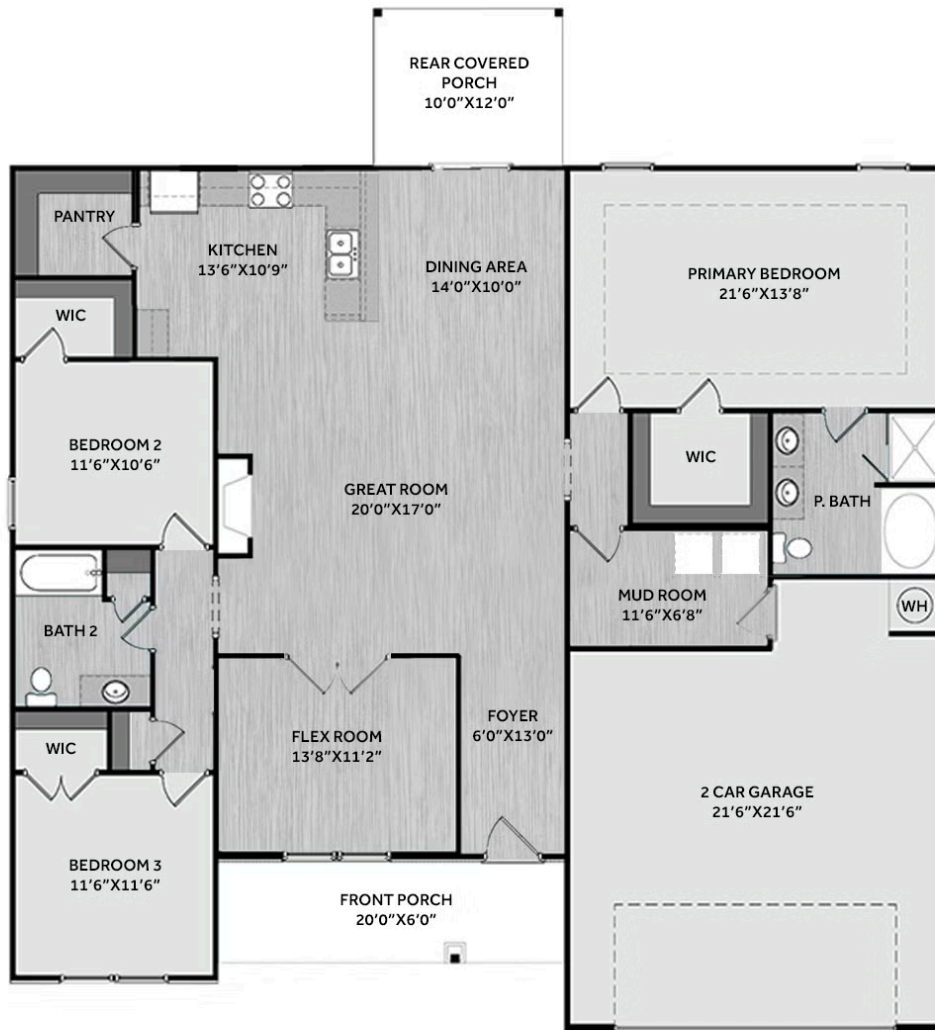 REAR COVERED
PORCH
10'0"X12'0"
PANTRY
KITCHEN
13'6"X10'9"
DINING AREA
14'0"X10'0"
PRIMARY BEDROOM
21'6"X13'8"
WIC
BEDROOM 2
11'6"X10'6"
GREAT ROOM
20'0"X17'0"
WIC
P. BATH
MUD ROOM
11'6"X6'8"
WH
BATH 2
WIC
FLEX ROOM
13'8"X11'2"
FOYER
6'0"X13'0"
2 CAR GARAGE
21'6"X21'6"
BEDROOM 3
11'6"X11'6"
FRONT PORCH
20'0"X6'0"